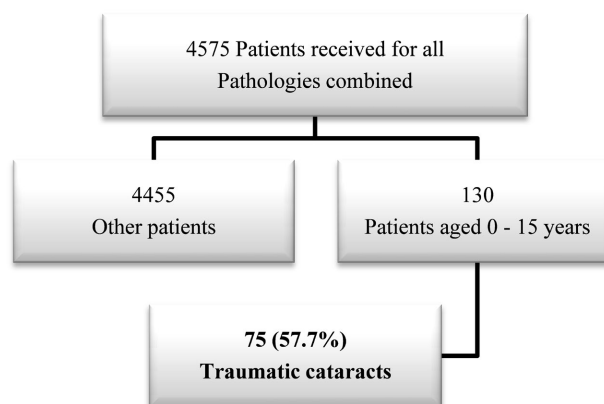 4575 Patients received for all
Pathologies combined
4455
Other patients
130
Patients aged 0 - 15 years
75 (57.7%)
Traumatic cataracts